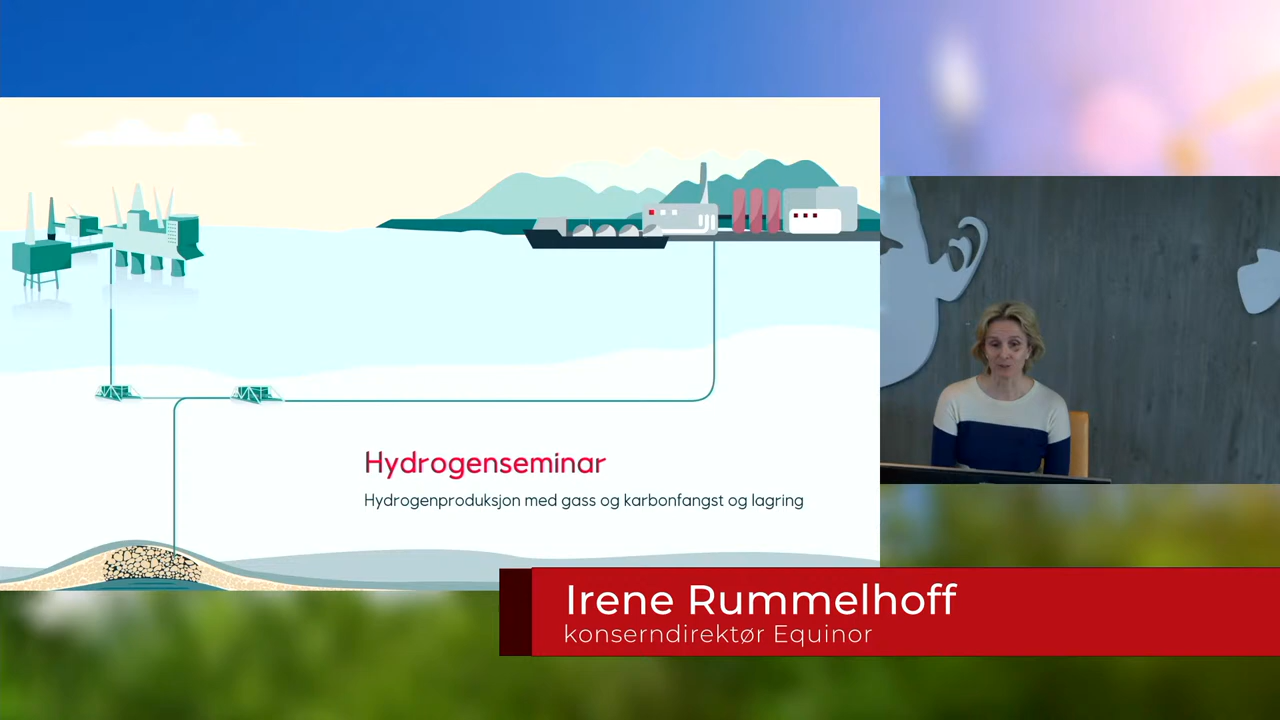 Hydrogenseminar
Hydrogenproduksjon med gass og karbonfangst og lagring
Irene Rummelhoff
konserndirektør Equinor